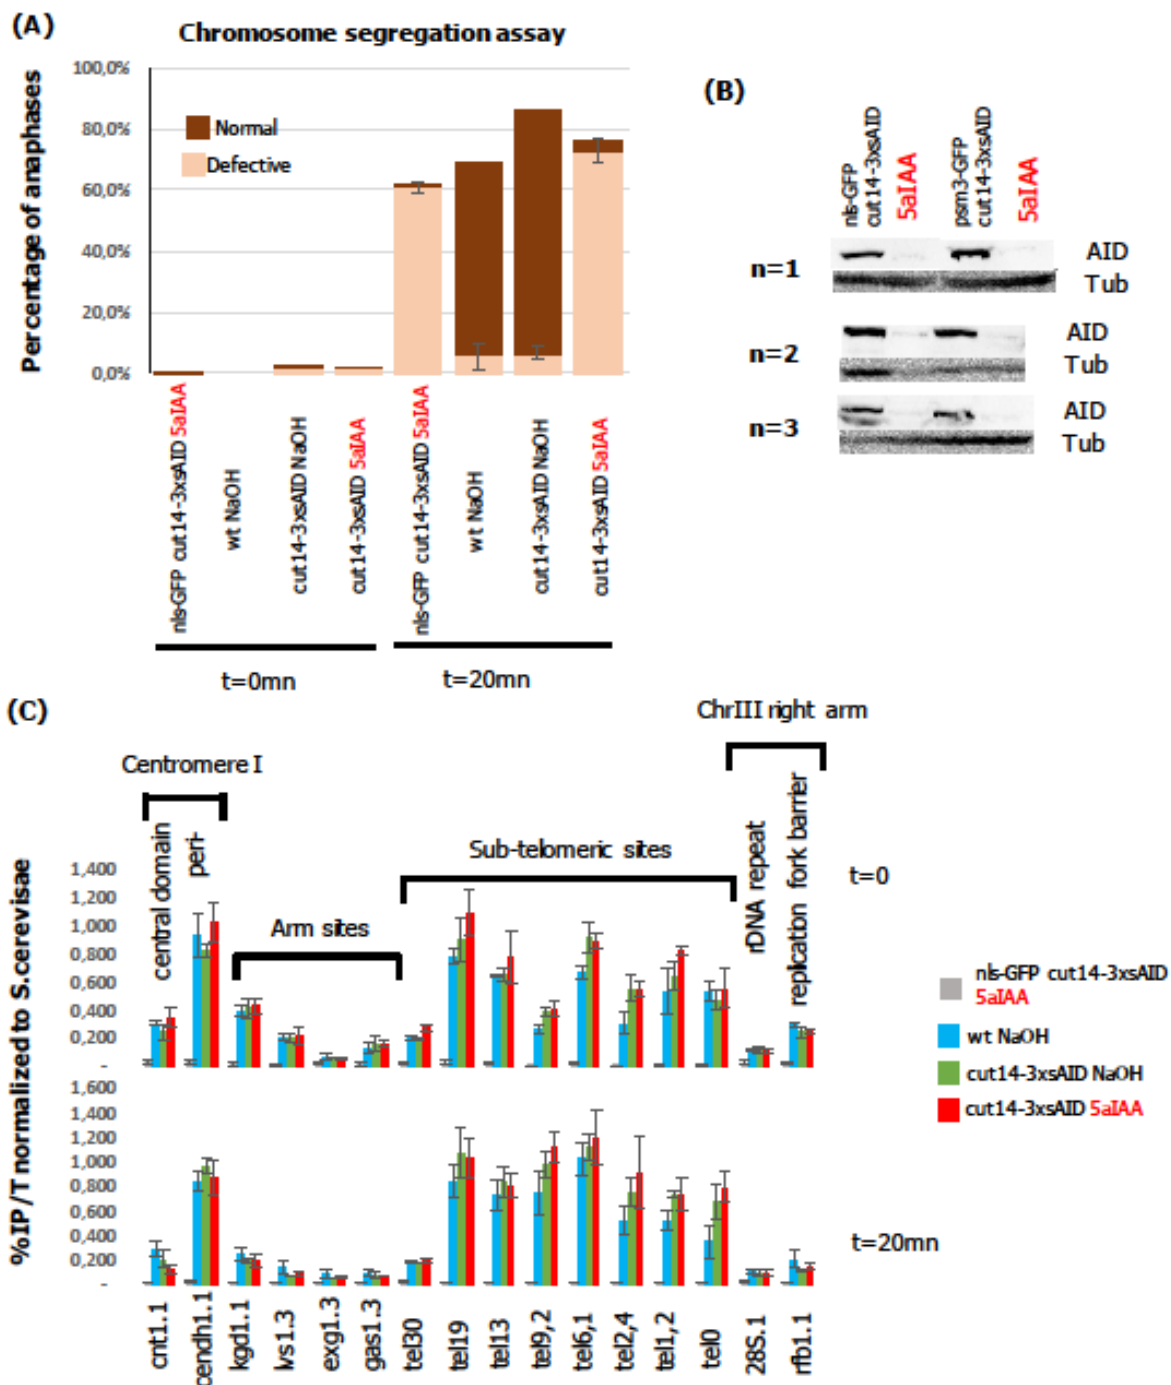 (A)
Chromosome segregation assay
Percentage of anaphases
100,0%
80,0%
60,0%
40,0%
20,0%
0,0%
Normal
Defective
nls-GFP cut14-3xsAID 5aIAA
wt NaOH
cut14-3xsAID NaOH
cut14-3xsAID 5aIAA
nls-GFP cut14-3xsAID 5aIAA
wt NaOH
cut14-3xsAID NaOH
cut14-3xsAID 5aIAA
t=0mn
t=20mn
(B)
nls-GFP
cut14-3xsAID
5aIAA
psm3-GFP
cut14-3xsAID
5aIAA
n=1
AID
Tub
n=2
AID
Tub
n=3
AID
Tub
(C)
ChrIII right arm
Centromere I
central domain
peri-
Arm sites
Sub-telomeric sites
rDNA repeat
replication fork barrier
t=0
%IP/T normalized to S.cerevisae
1,400
1,200
1,000
0,800
0,600
0,400
0,200
-
nls-GFP cut14-3xsAID
5aIAA
wt NaOH
cut14-3xsAID NaOH
cut14-3xsAID 5aIAA
1,600
1,400
1,200
1,000
0,800
0,600
0,400
0,200
-
t=20mn
cnt1.1
cendh1.1
kgd1.1
lvs1.3
exg1.3
gas1.3
tel30
tel19
tel13
tel9,2
tel6,1
tel2,4
tel1,2
tel0
28S.1
rfb1.1